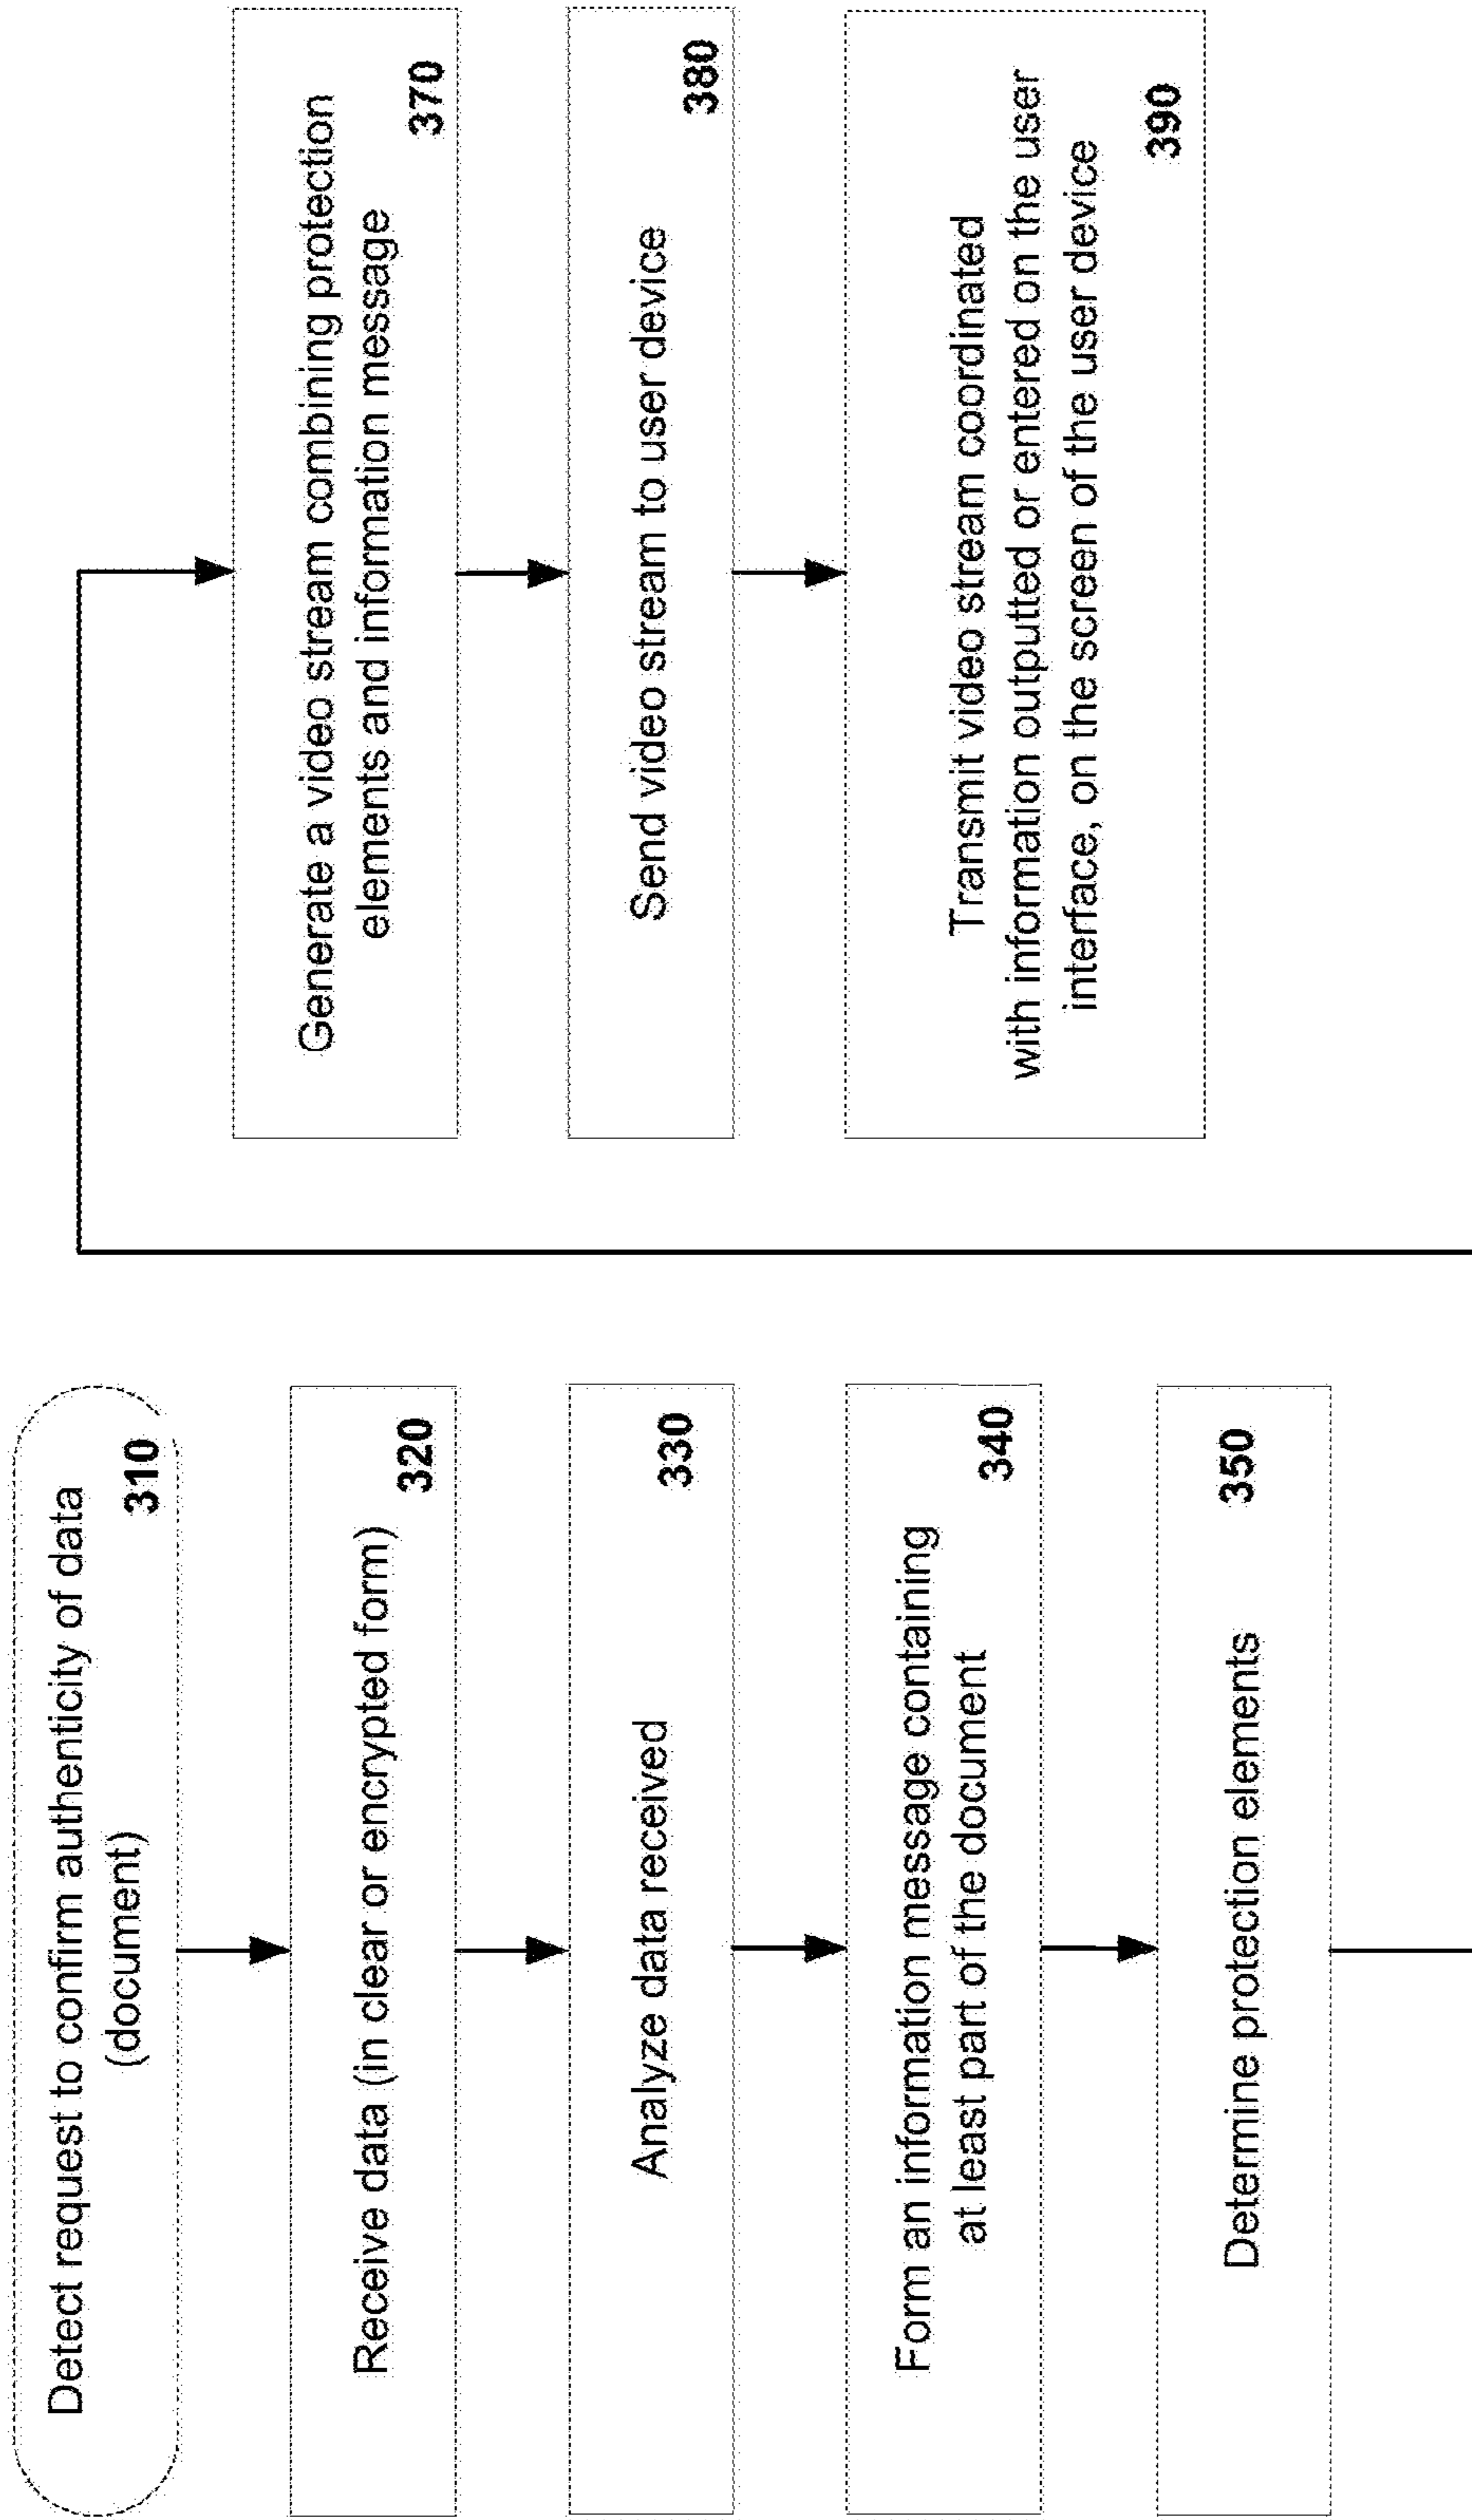 Detect request to confirm authenticity of data
(document)
310
Receive data (in clear or encrypted form)
320
Analyze data received
330
Form an information message containing
at least part of the document
340
Determine protection elements
350
Generate a video stream combining protection
elements and information message
370
Send video stream to user device
380
Transmit video stream coordinated
with information outputted or entered on the user
interface, on the screen of the user device
390